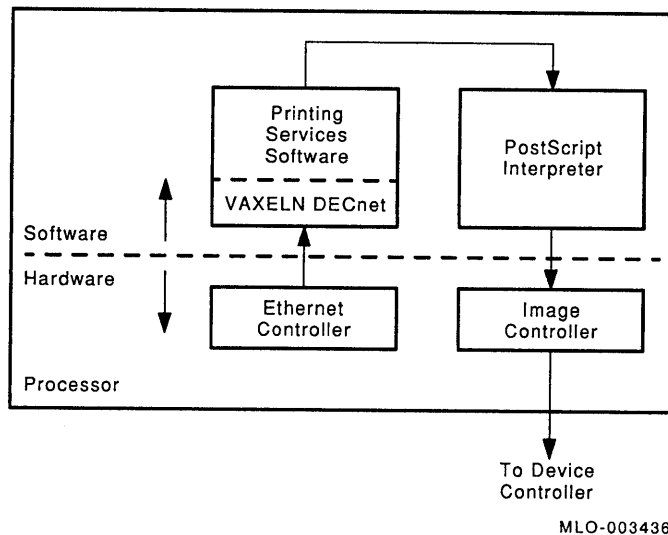 Printing
Services
Software
VAXELN DECnet
PostScript
Interpreter
Software
Hardware
Ethernet
Controller
Image
Controller
Processor
To Device
Controller
MLO-003436